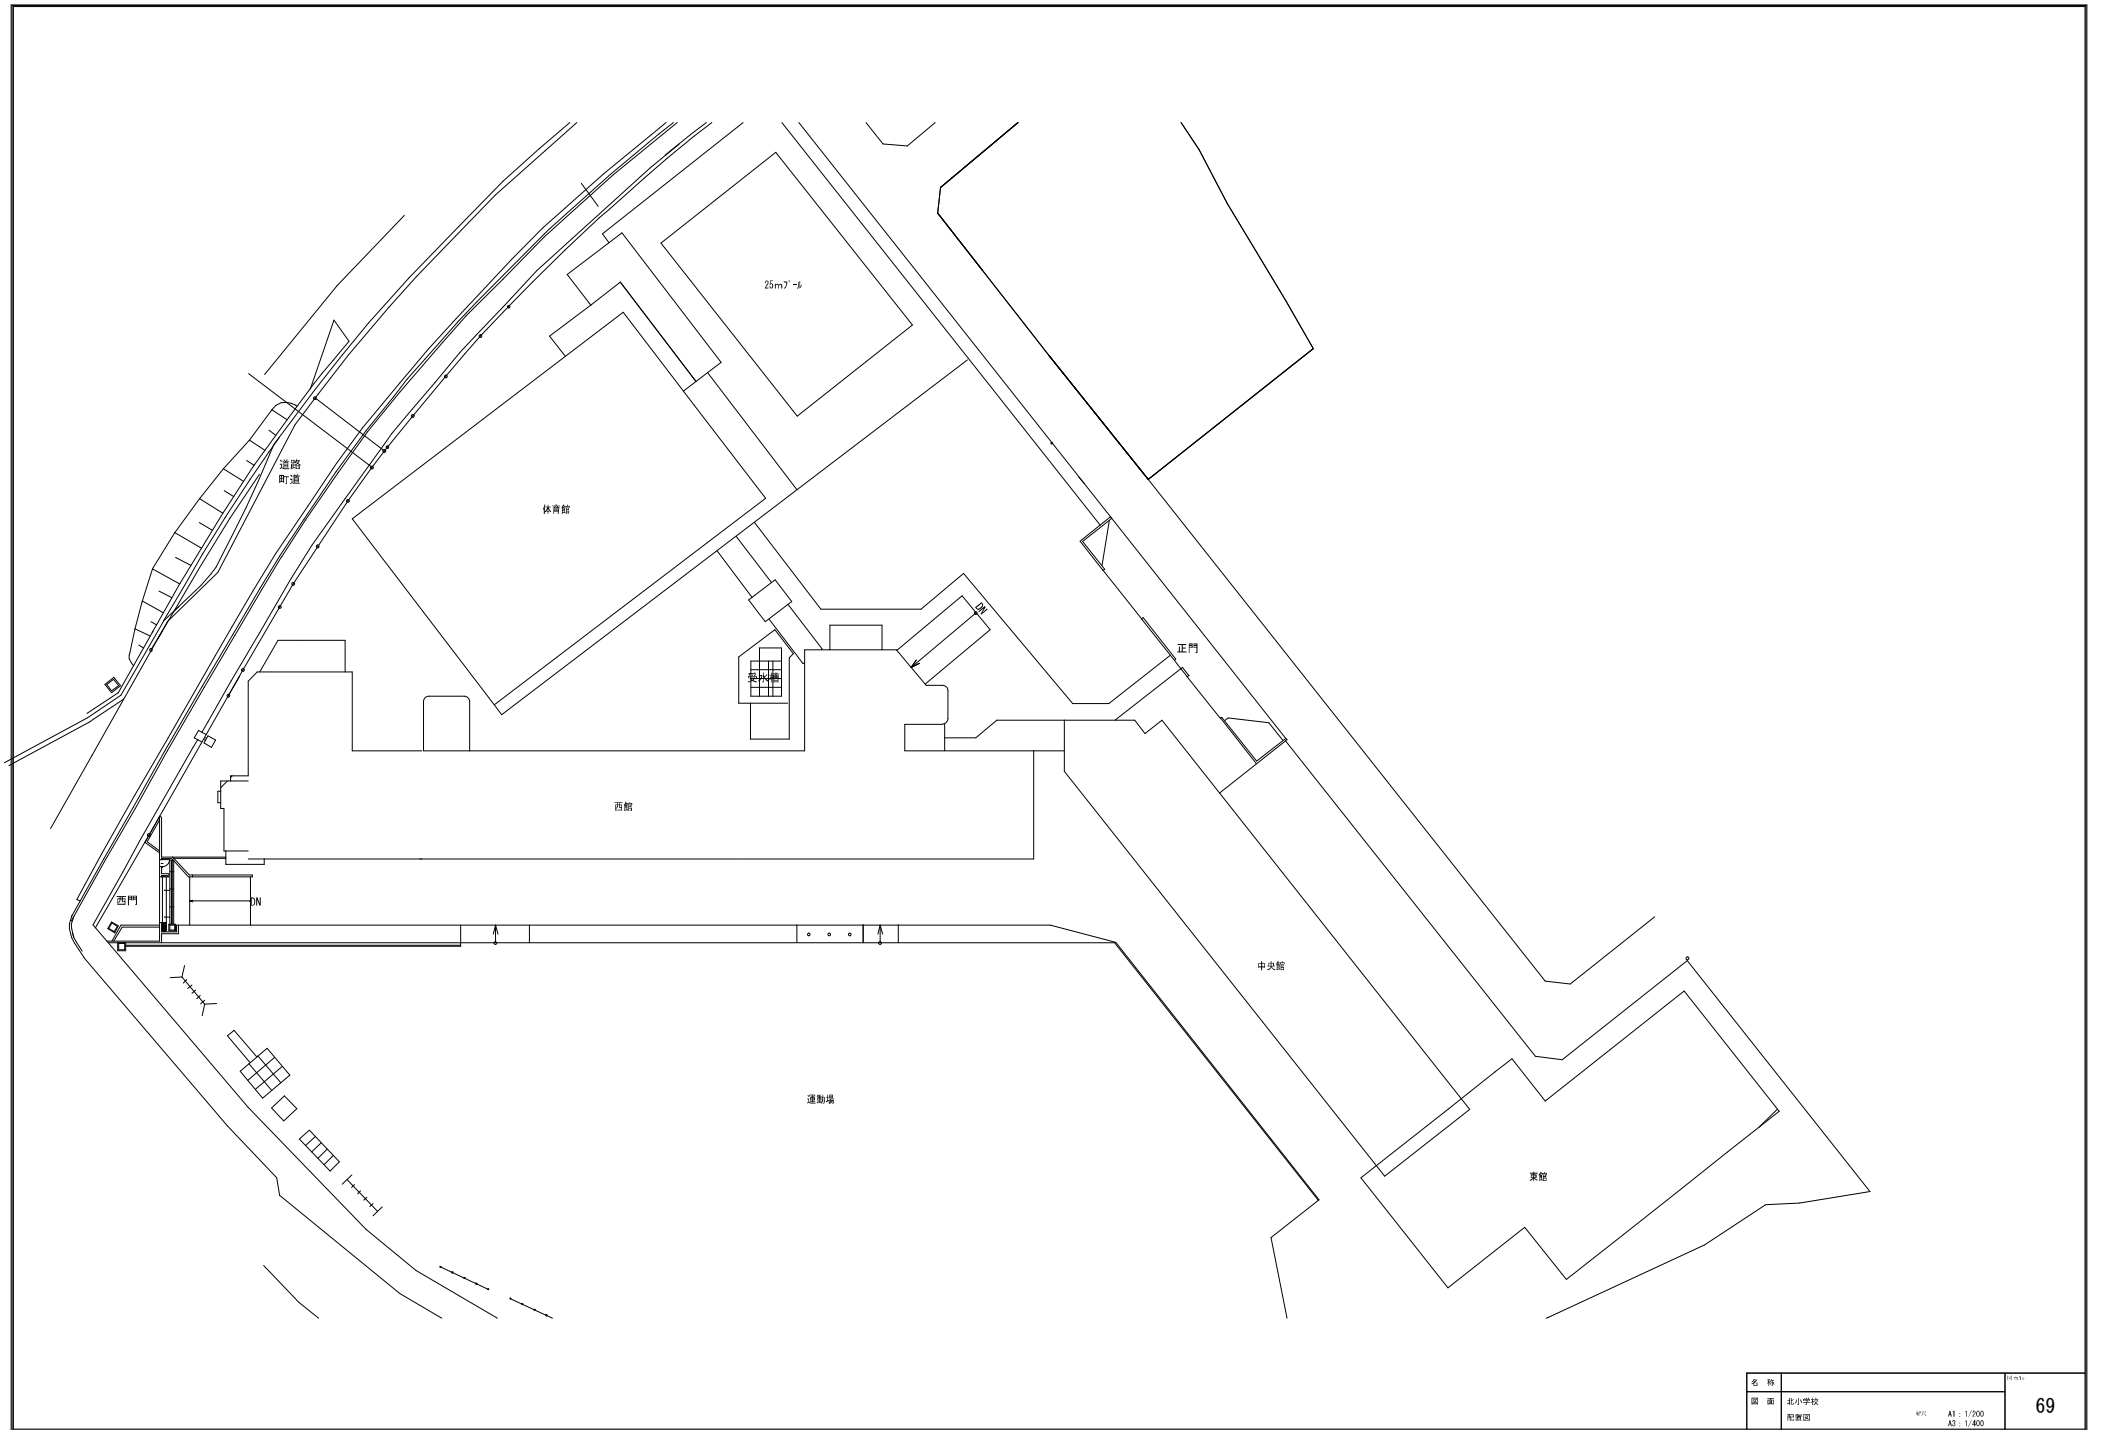 25mプール
道路
町道
体育館
DN
正門
受水槽
西館
西門
DN
中央館
運動場
東館
名 称
図 面
北小学校
配置図
A1 : 1/200
A3 : 1/400
69